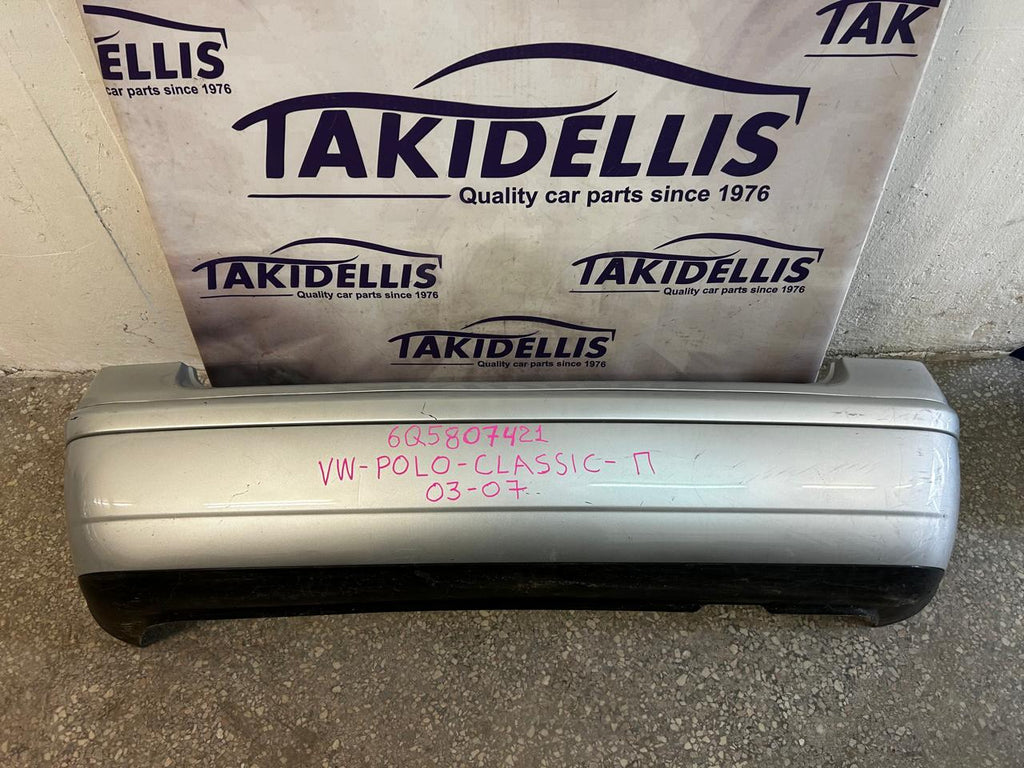 ELLIS
car parts since 1976
TAK
TAKIDELLIS
Quality car parts since 1976
TAKIDELLIS
Quality car parts since 1976
TAKIDELLIS
Quality car parts since 1976
TAKIDELLIS
Quality car parts since 1976
6Q5807421
VW-POLO-CLASSIC-Π
03-07